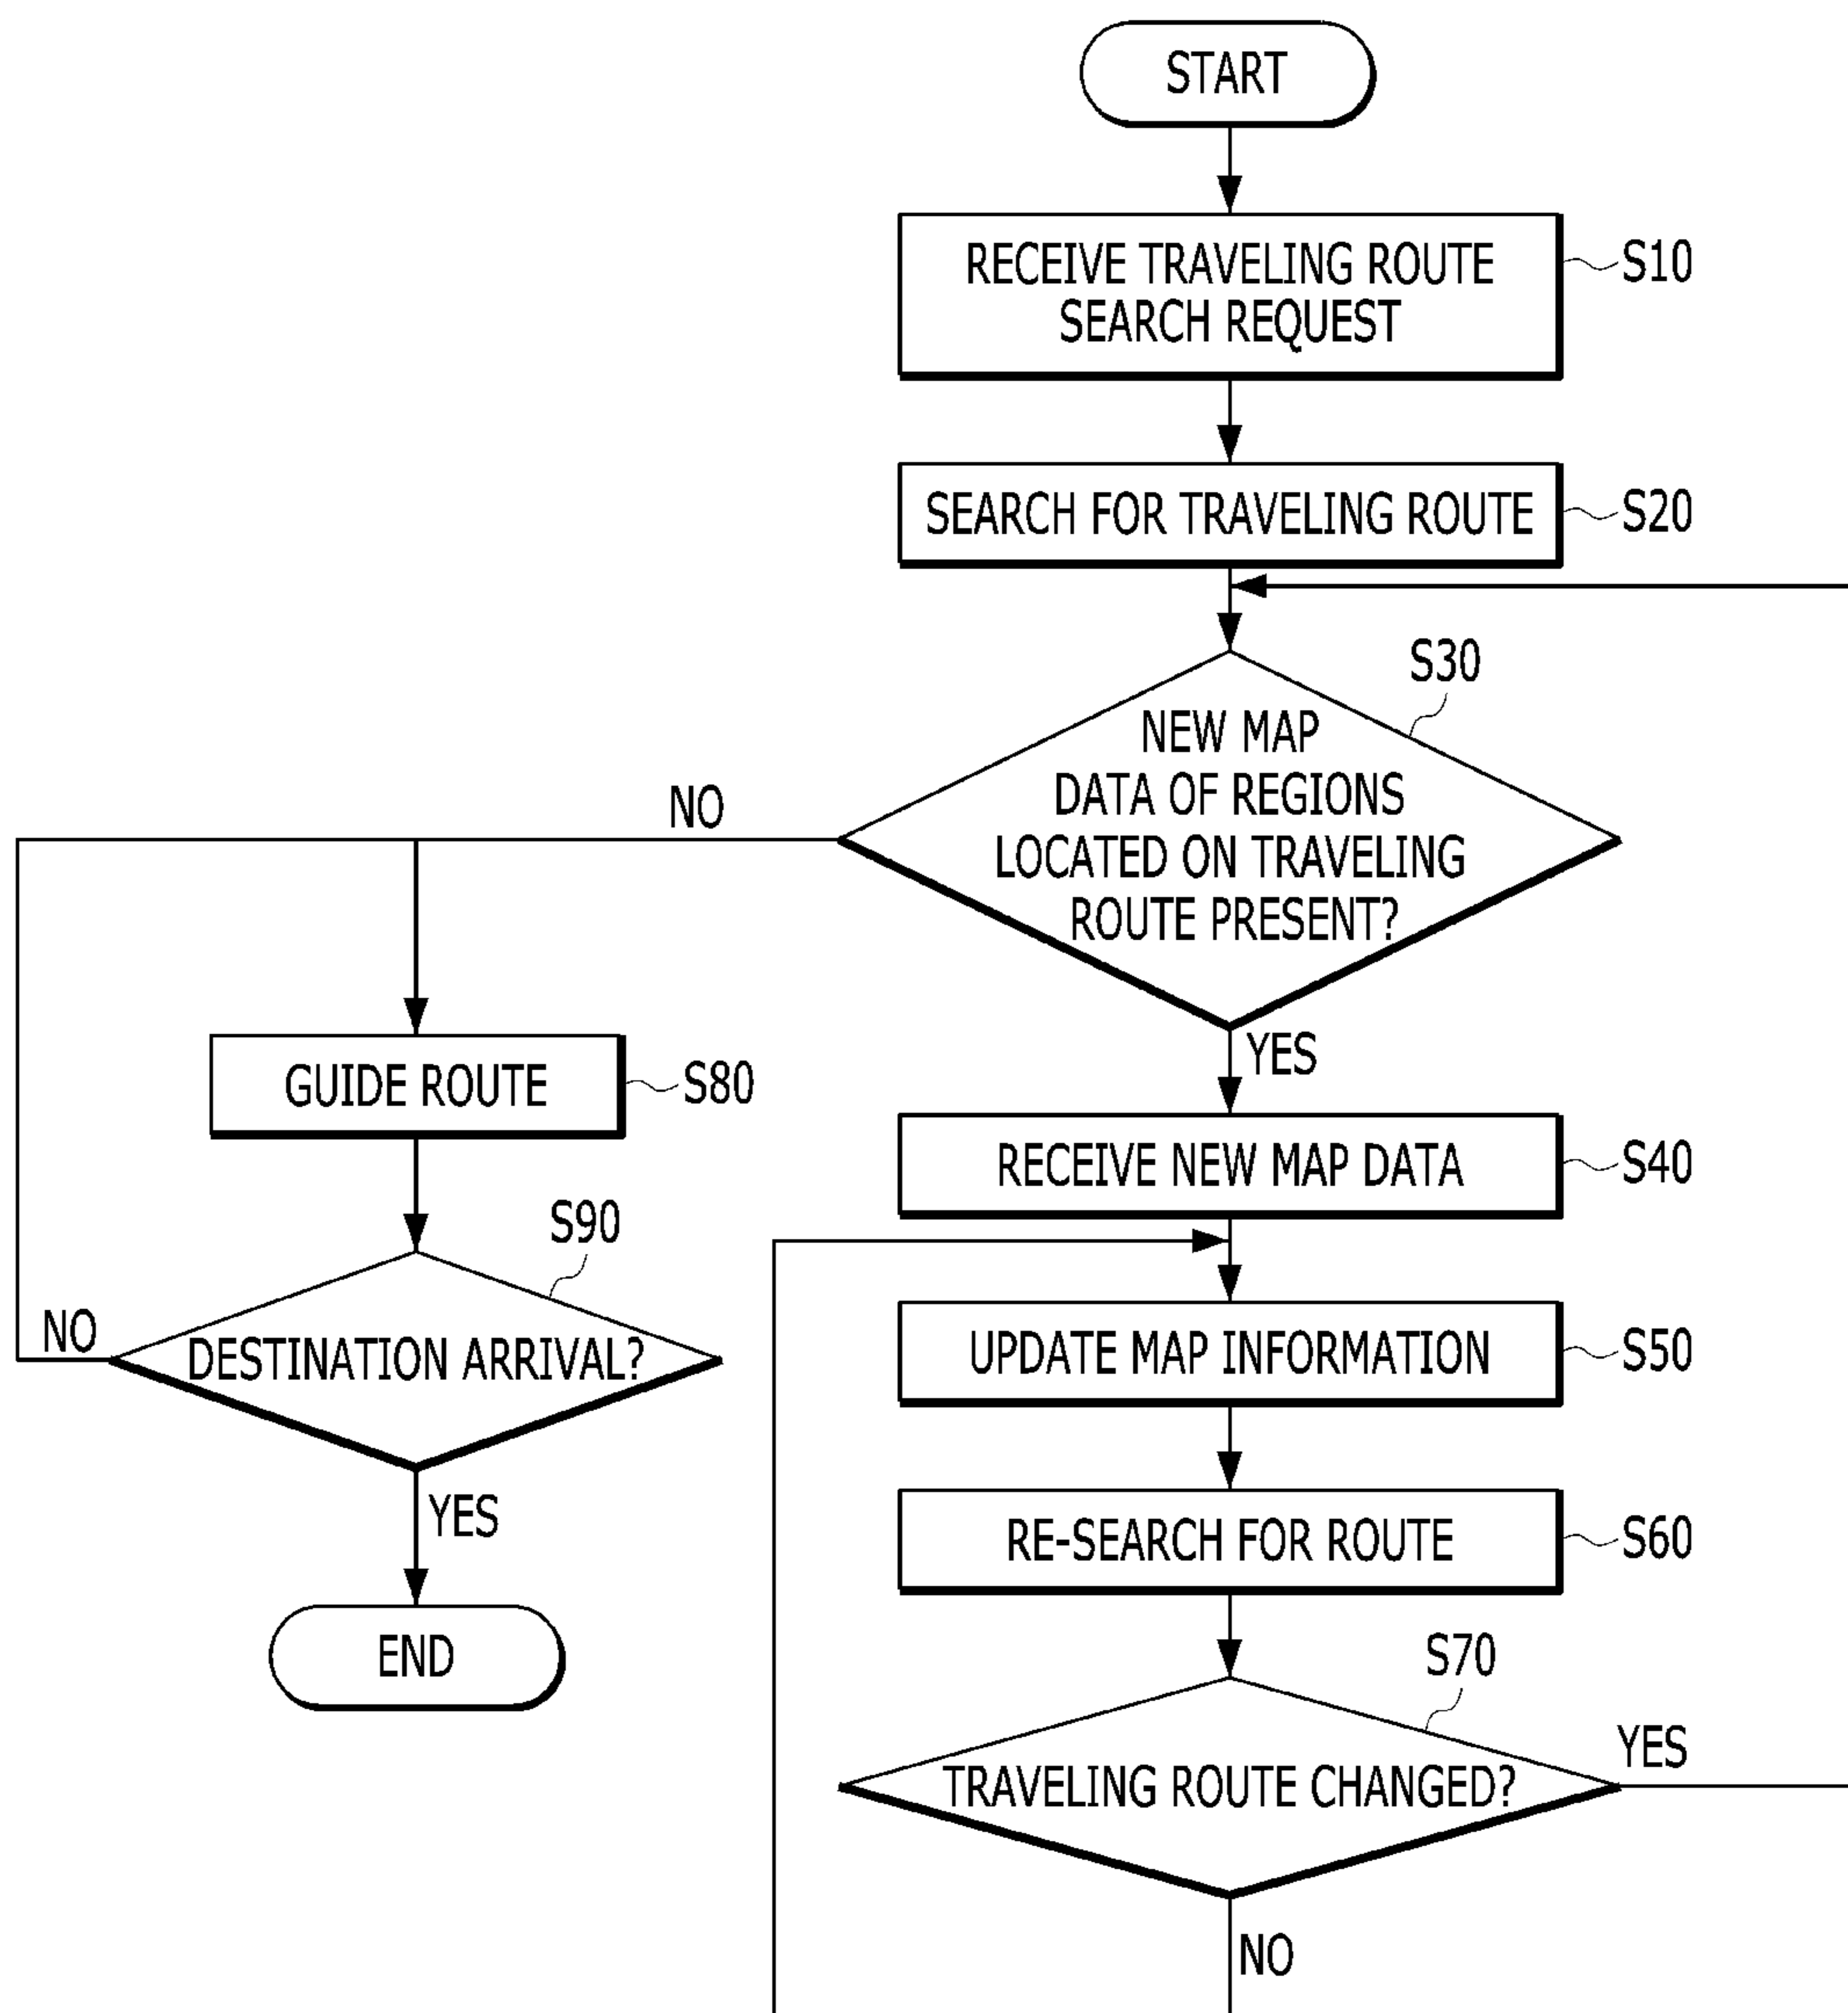 START
RECEIVE TRAVELING ROUTE
SEARCH REQUEST
S10
SEARCH FOR TRAVELING ROUTE
S20
S30
NEW MAP
DATA OF REGIONS
LOCATED ON TRAVELING
ROUTE PRESENT?
NO
YES
GUIDE ROUTE
S80
RECEIVE NEW MAP DATA
S40
S90
DESTINATION ARRIVAL?
NO
YES
END
UPDATE MAP INFORMATION
S50
RE-SEARCH FOR ROUTE
S60
S70
TRAVELING ROUTE CHANGED?
YES
NO